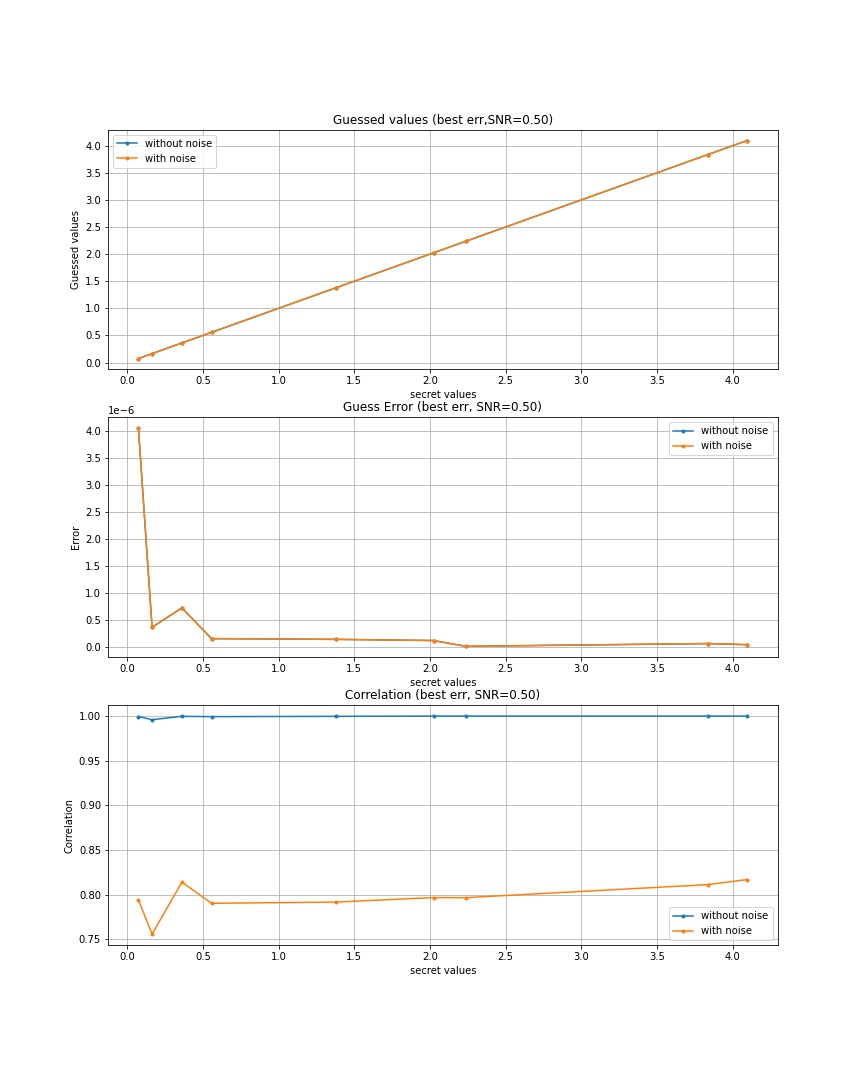 Guessed values (best err,SNR=0.50)
without noise
with noise
4.0
3.5
3.0
2.5
2.0
1.5
1.0
0.5
0.0
Guessed values
0.0 0.5 1.0 1.5 2.0 2.5 3.0 3.5 4.0
secret values
Guess Error (best err, SNR=0.50)
1e−6
without noise
with noise
4.0
3.5
3.0
2.5
2.0
1.5
1.0
0.5
0.0
Error
0.0 0.5 1.0 1.5 2.0 2.5 3.0 3.5 4.0
secret values
Correlation (best err, SNR=0.50)
1.00
0.95
0.90
0.85
0.80
0.75
Correlation
without noise
with noise
0.0 0.5 1.0 1.5 2.0 2.5 3.0 3.5 4.0
secret values